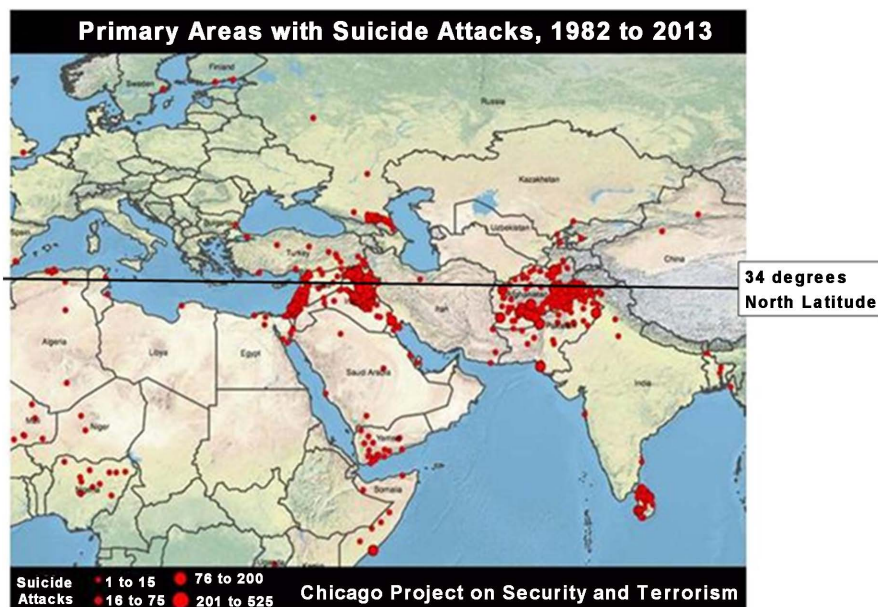 Primary Areas with Suicide Attacks, 1982 to 2013
Finland
Sweden
Russia
Kazakhstan
Spain
Uzbekistan
Turkey
China
34 degrees
North Latitude
Iran
Algeria
Libya
Egypt
Saudi Arabia
India
Mali
Niger
Yemen
Somalia
Suicide
Attacks
1 to 15
76 to 200
16 to 75
201 to 525
Chicago Project on Security and Terrorism